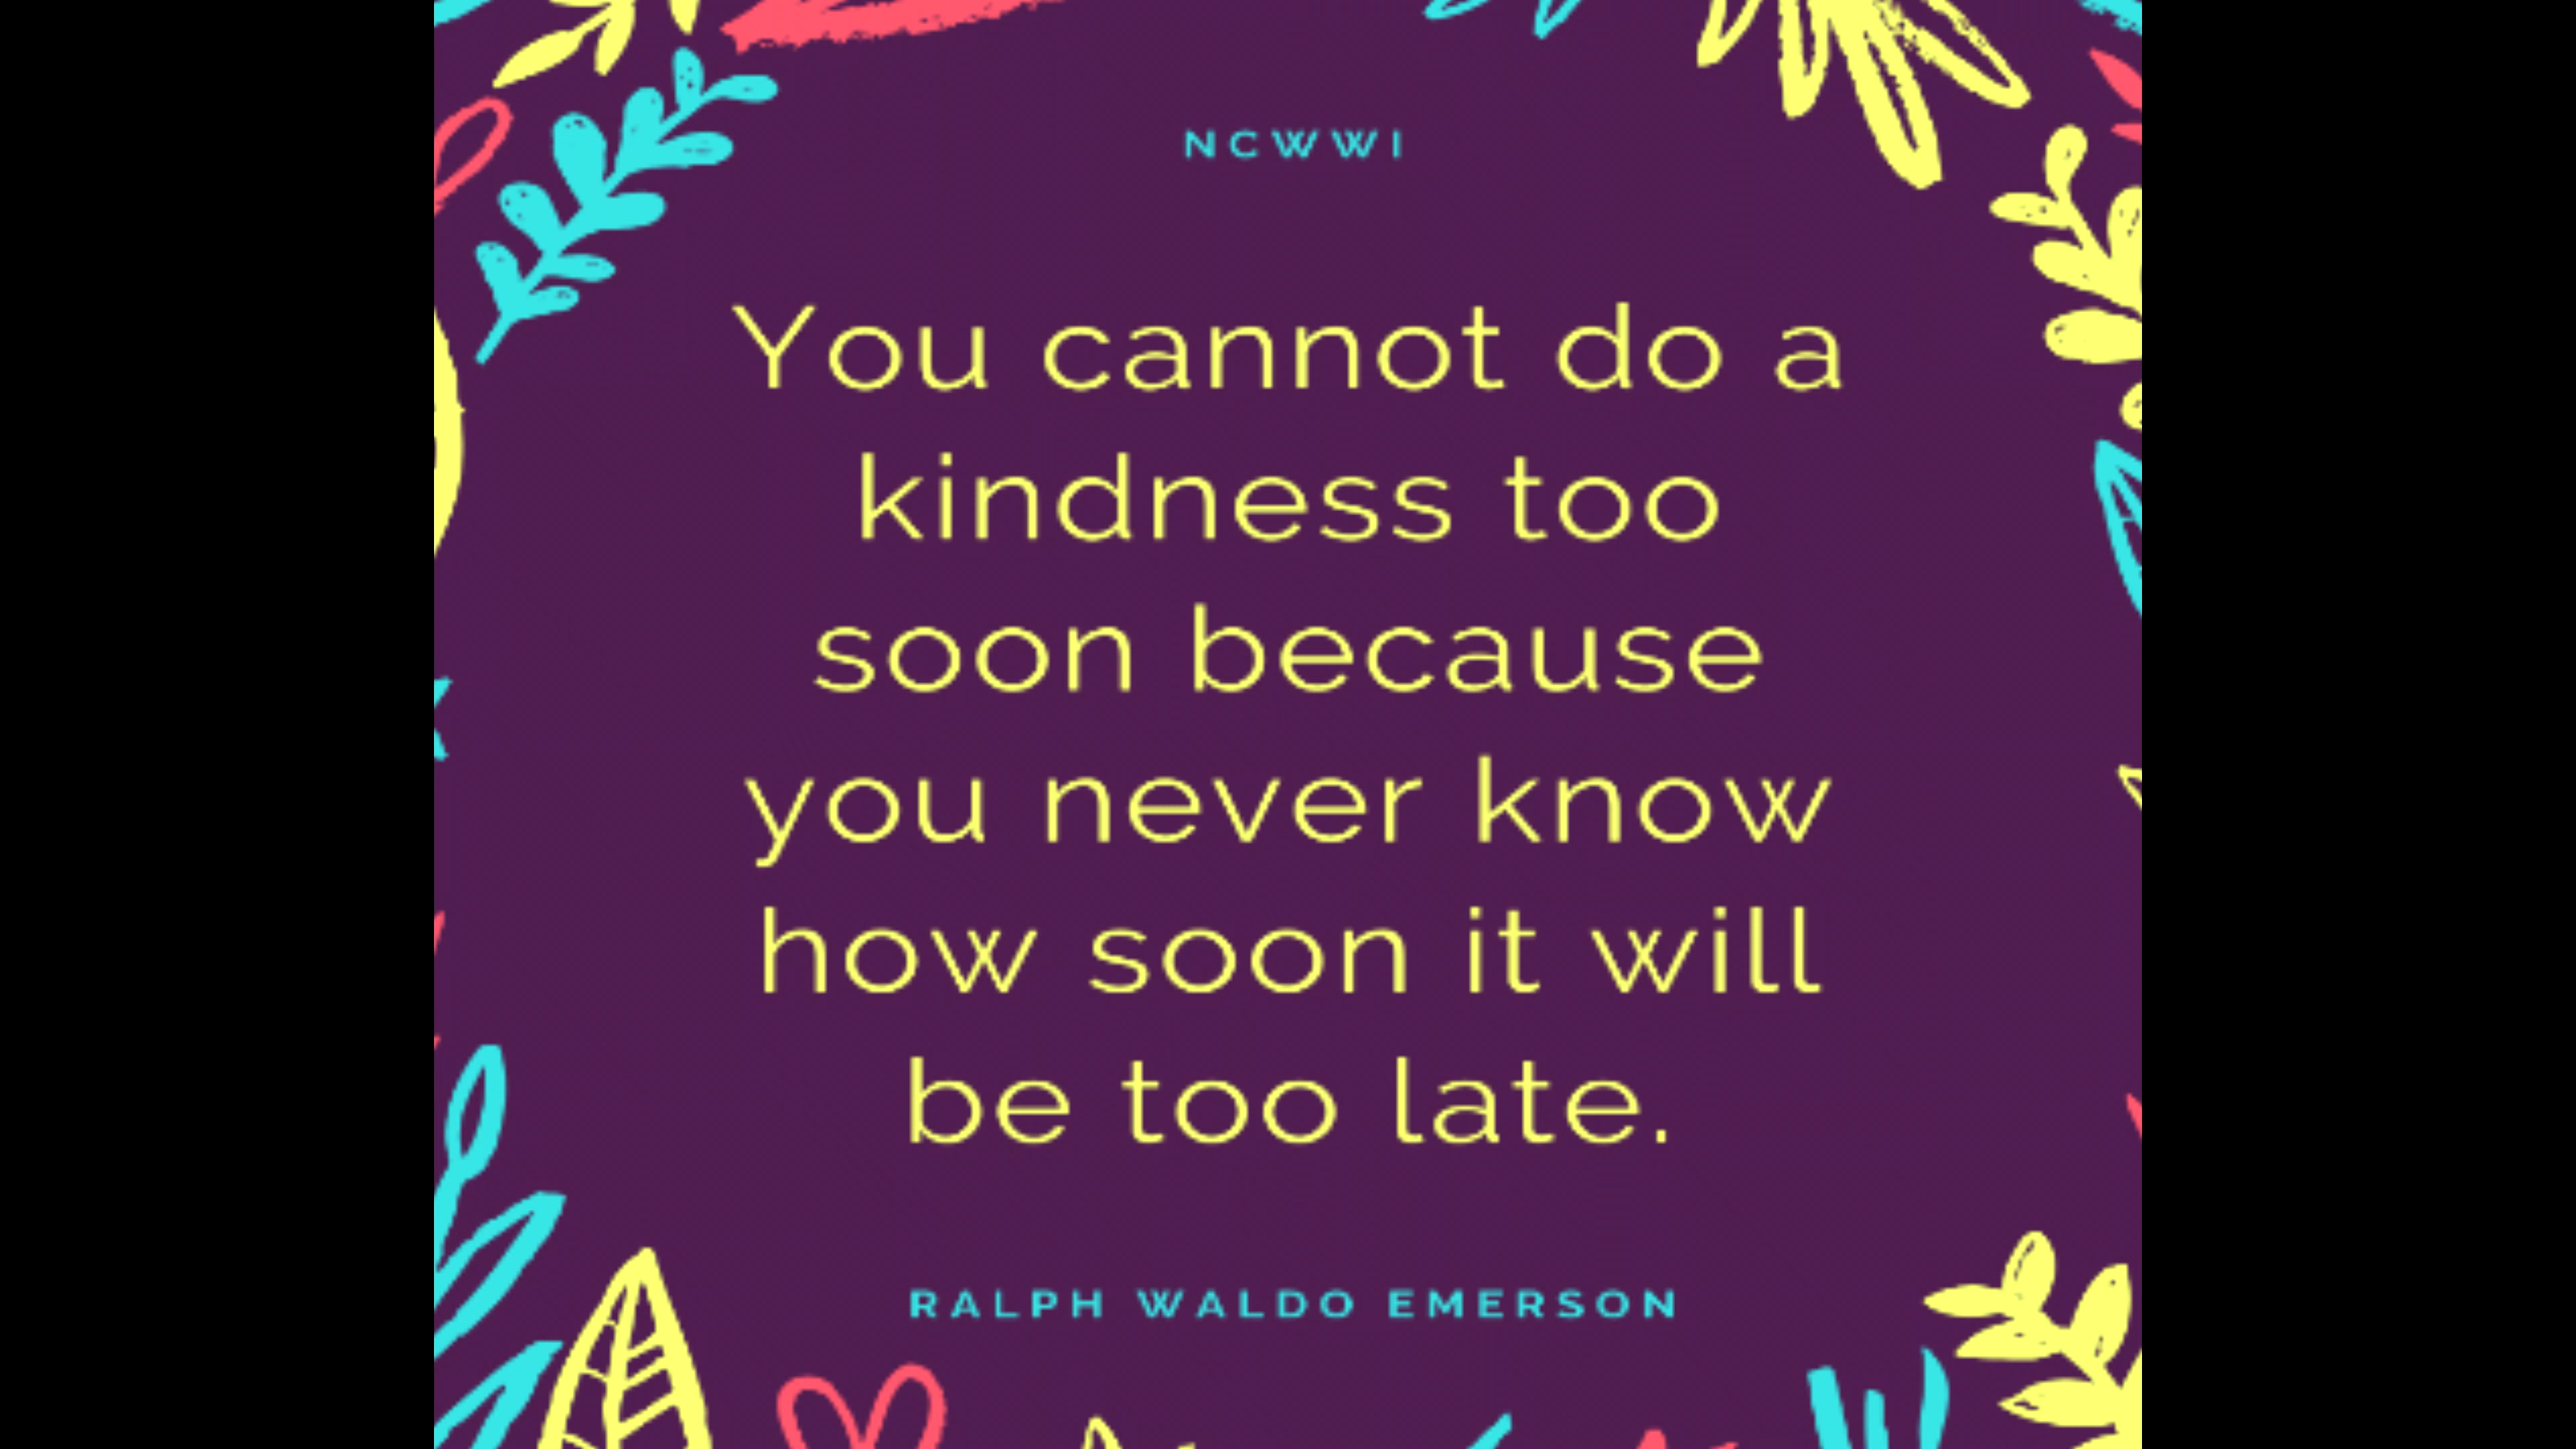 NCWWI
You cannot do a
kindness too
soon because
you never know
how soon it will
be too late.
RALPH WALDO EMERSON